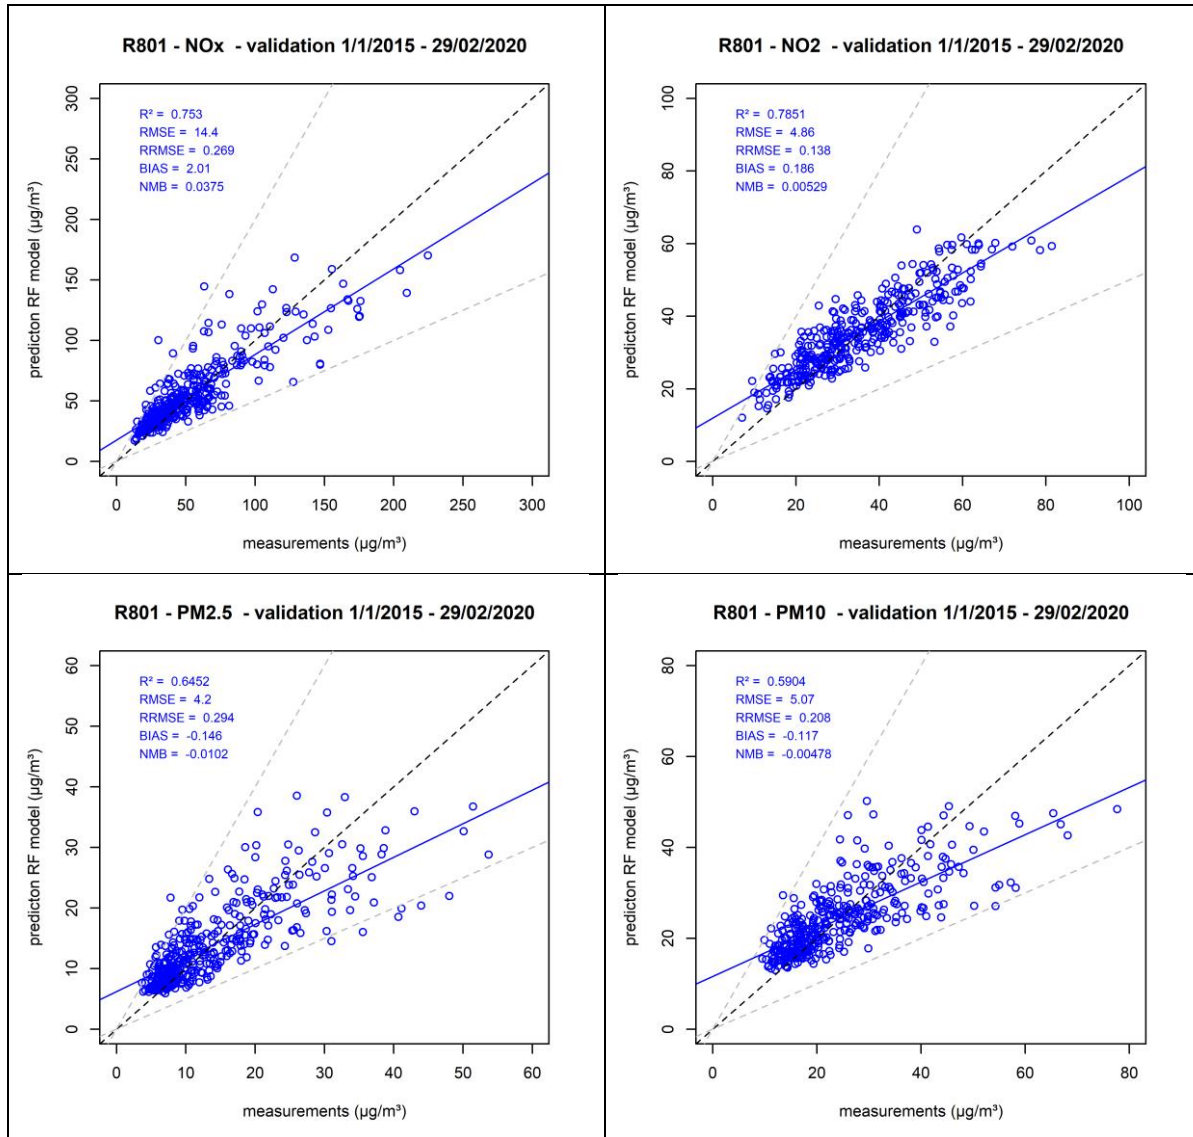 R801 - NOx - validation 1/1/2015 - 29/02/2020
R² = 0.753
RMSE = 14.4
RRMSE = 0.269
BIAS = 2.01
NMB = 0.0375
predicton RF model (µg/m³)
300
250
200
150
100
50
0
0 50 100 150 200 250 300
measurements (µg/m³)
R801 - NO2 - validation 1/1/2015 - 29/02/2020
R² = 0.7851
RMSE = 4.86
RRMSE = 0.138
BIAS = 0.186
NMB = 0.00529
predicton RF model (µg/m³)
100
80
60
40
20
0
0 20 40 60 80 100
measurements (µg/m³)
R801 - PM2.5 - validation 1/1/2015 - 29/02/2020
R² = 0.6452
RMSE = 4.2
RRMSE = 0.294
BIAS = -0.146
NMB = -0.0102
predicton RF model (µg/m³)
60
50
40
30
20
10
0
0 10 20 30 40 50 60
measurements (µg/m³)
R801 - PM10 - validation 1/1/2015 - 29/02/2020
R² = 0.5904
RMSE = 5.07
RRMSE = 0.208
BIAS = -0.117
NMB = -0.00478
predicton RF model (µg/m³)
80
60
40
20
0
0 20 40 60 80
measurements (µg/m³)